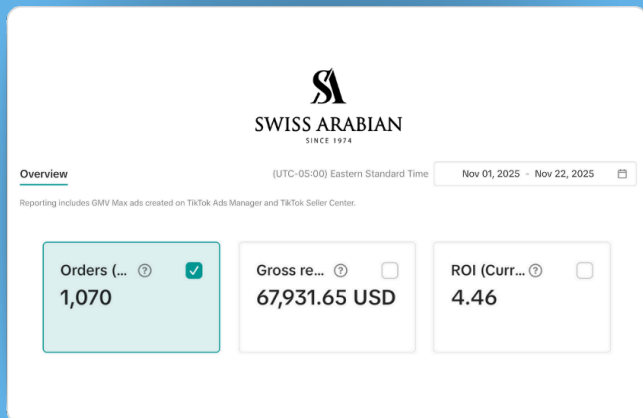 SA
SWISS ARABIAN
SINCE 1974
Overview
(UTC-05:00) Eastern Standard Time
Nov 01, 2025 - Nov 22, 2025
Reporting includes GMV Max ads created on TikTok Ads Manager and TikTok Seller Center.
Orders (...
1,070
Gross re...
67,931.65 USD
ROI (Curr...
4.46